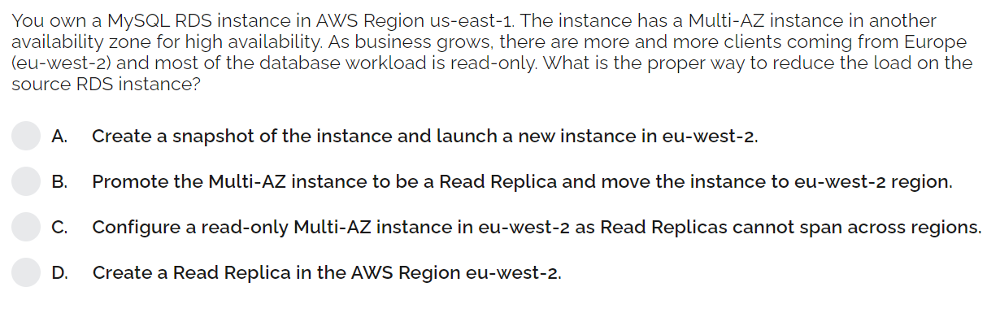 You own a MySQL RDS instance in AWS Region us-east-1. The instance has a Multi-AZ instance in another
availability zone for high availability. As business grows, there are more and more clients coming from Europe
(eu-west-2) and most of the database workload is read-only. What is the proper way to reduce the load on the
source RDS instance?
A. Create a snapshot of the instance and launch a new instance in eu-west-2.
B. Promote the Multi-AZ instance to be a Read Replica and move the instance to eu-west-2 region.
C. Configure a read-only Multi-AZ instance in eu-west-2 as Read Replicas cannot span across regions.
D. Create a Read Replica in the AWS Region eu-west-2.